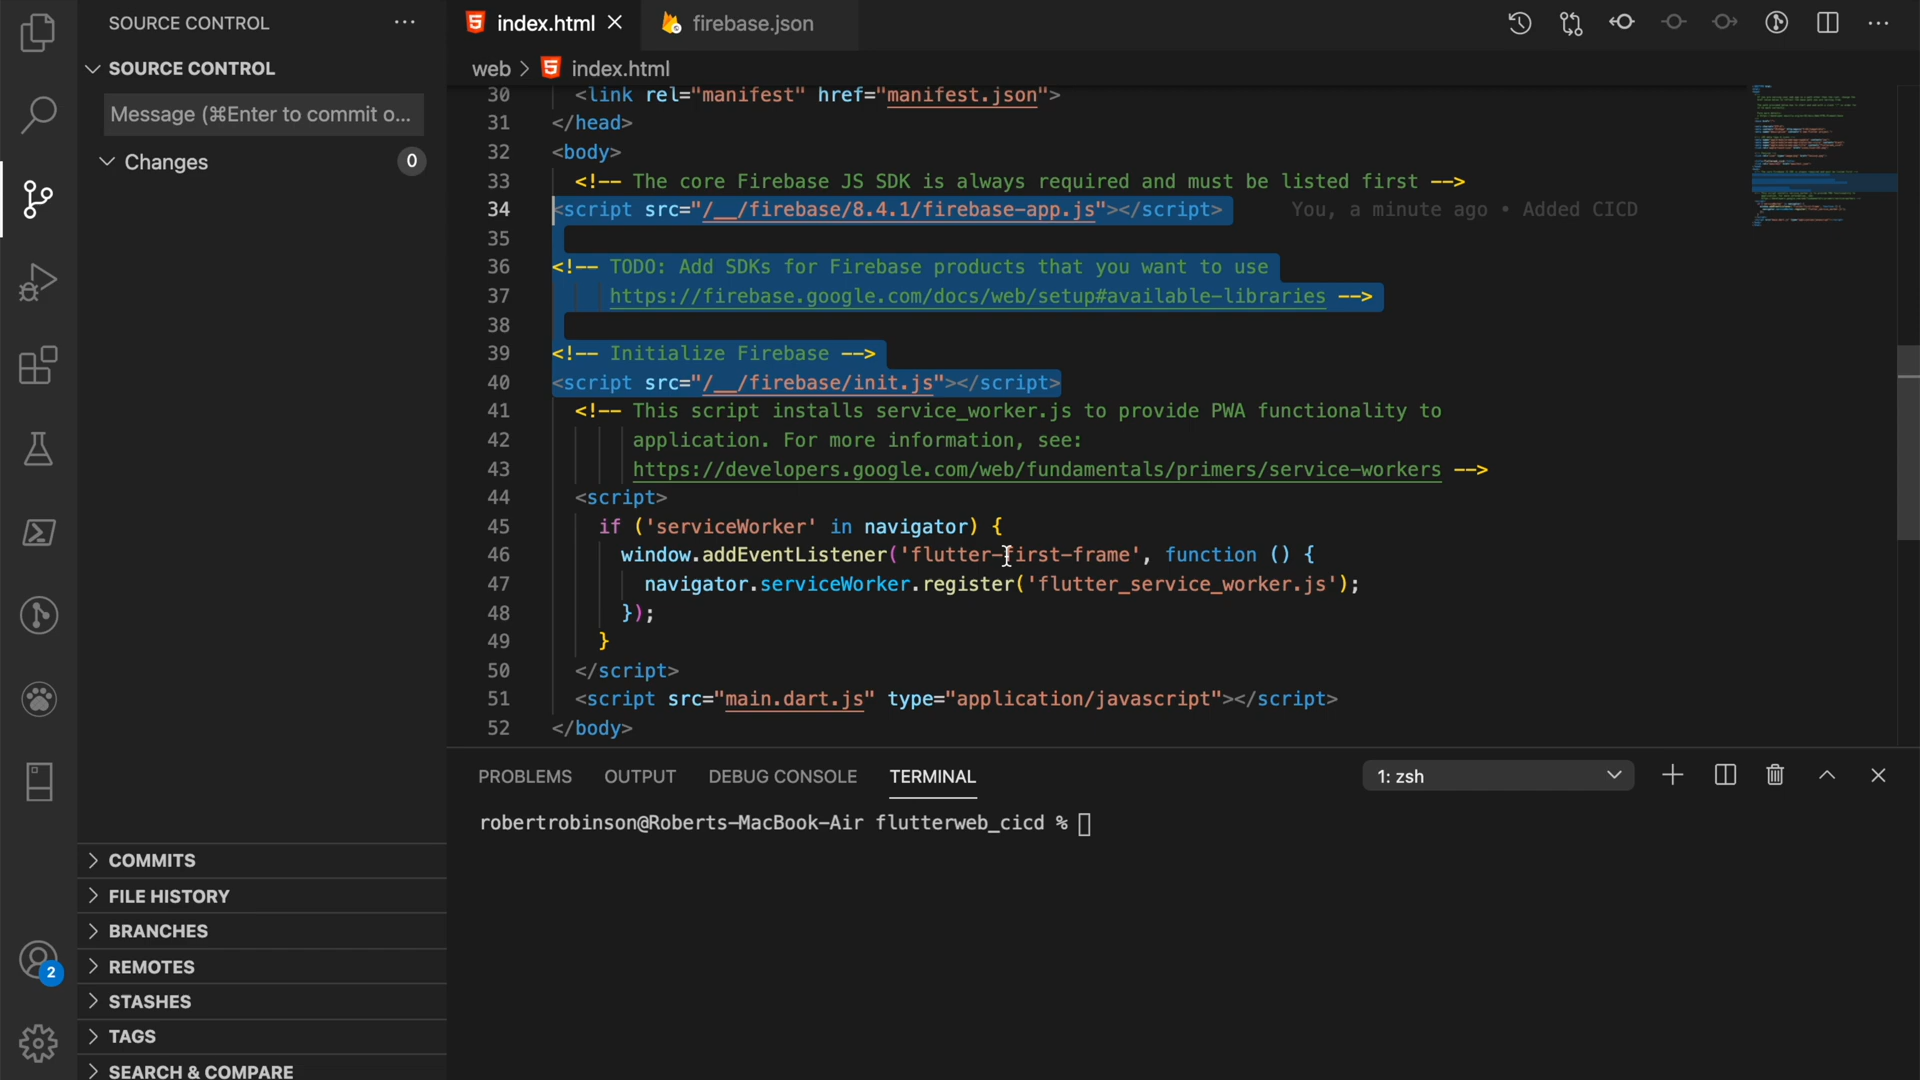 SOURCE CONTROL
SOURCE CONTROL
Message (⌘Enter to commit o...
Changes 0
COMMITS
FILE HISTORY
BRANCHES
REMOTES
STASHES
TAGS
SEARCH & COMPARE
2
index.html
firebase.json
web > index.html
30 <link rel="manifest" href="manifest.json">
31 </head>
32 <body>
33 <!-- The core Firebase JS SDK is always required and must be listed first -->
34 <script src="/__/firebase/8.4.1/firebase-app.js"></script> You, a minute ago • Added CICD
35
36 <!-- TODO: Add SDKs for Firebase products that you want to use
37 https://firebase.google.com/docs/web/setup#available-libraries -->
38
39 <!-- Initialize Firebase -->
40 <script src="/__/firebase/init.js"></script>
41 <!-- This script installs service_worker.js to provide PWA functionality to
42 application. For more information, see:
43 https://developers.google.com/web/fundamentals/primers/service-workers -->
44 <script>
45 if ('serviceWorker' in navigator) {
46 window.addEventListener('flutter-first-frame', function () {
47 navigator.serviceWorker.register('flutter_service_worker.js');
48 });
49 }
50 </script>
51 <script src="main.dart.js" type="application/javascript"></script>
52 </body>
PROBLEMS OUTPUT DEBUG CONSOLE TERMINAL 1: zsh
robertrobinson@Roberts-MacBook-Air flutterweb_cicd %